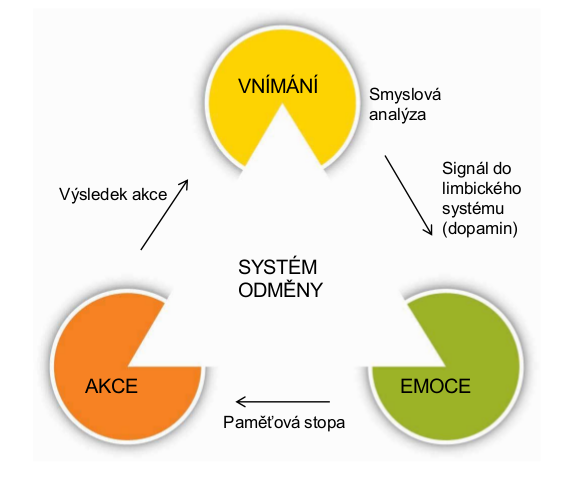 VNÍMÁNÍ
Smyslová
analýza
Signál do
limbického
systému
(dopamin)
Výsledek akce
SYSTÉM
ODMĚNY
AKCE
EMOCE
Paměťová stopa